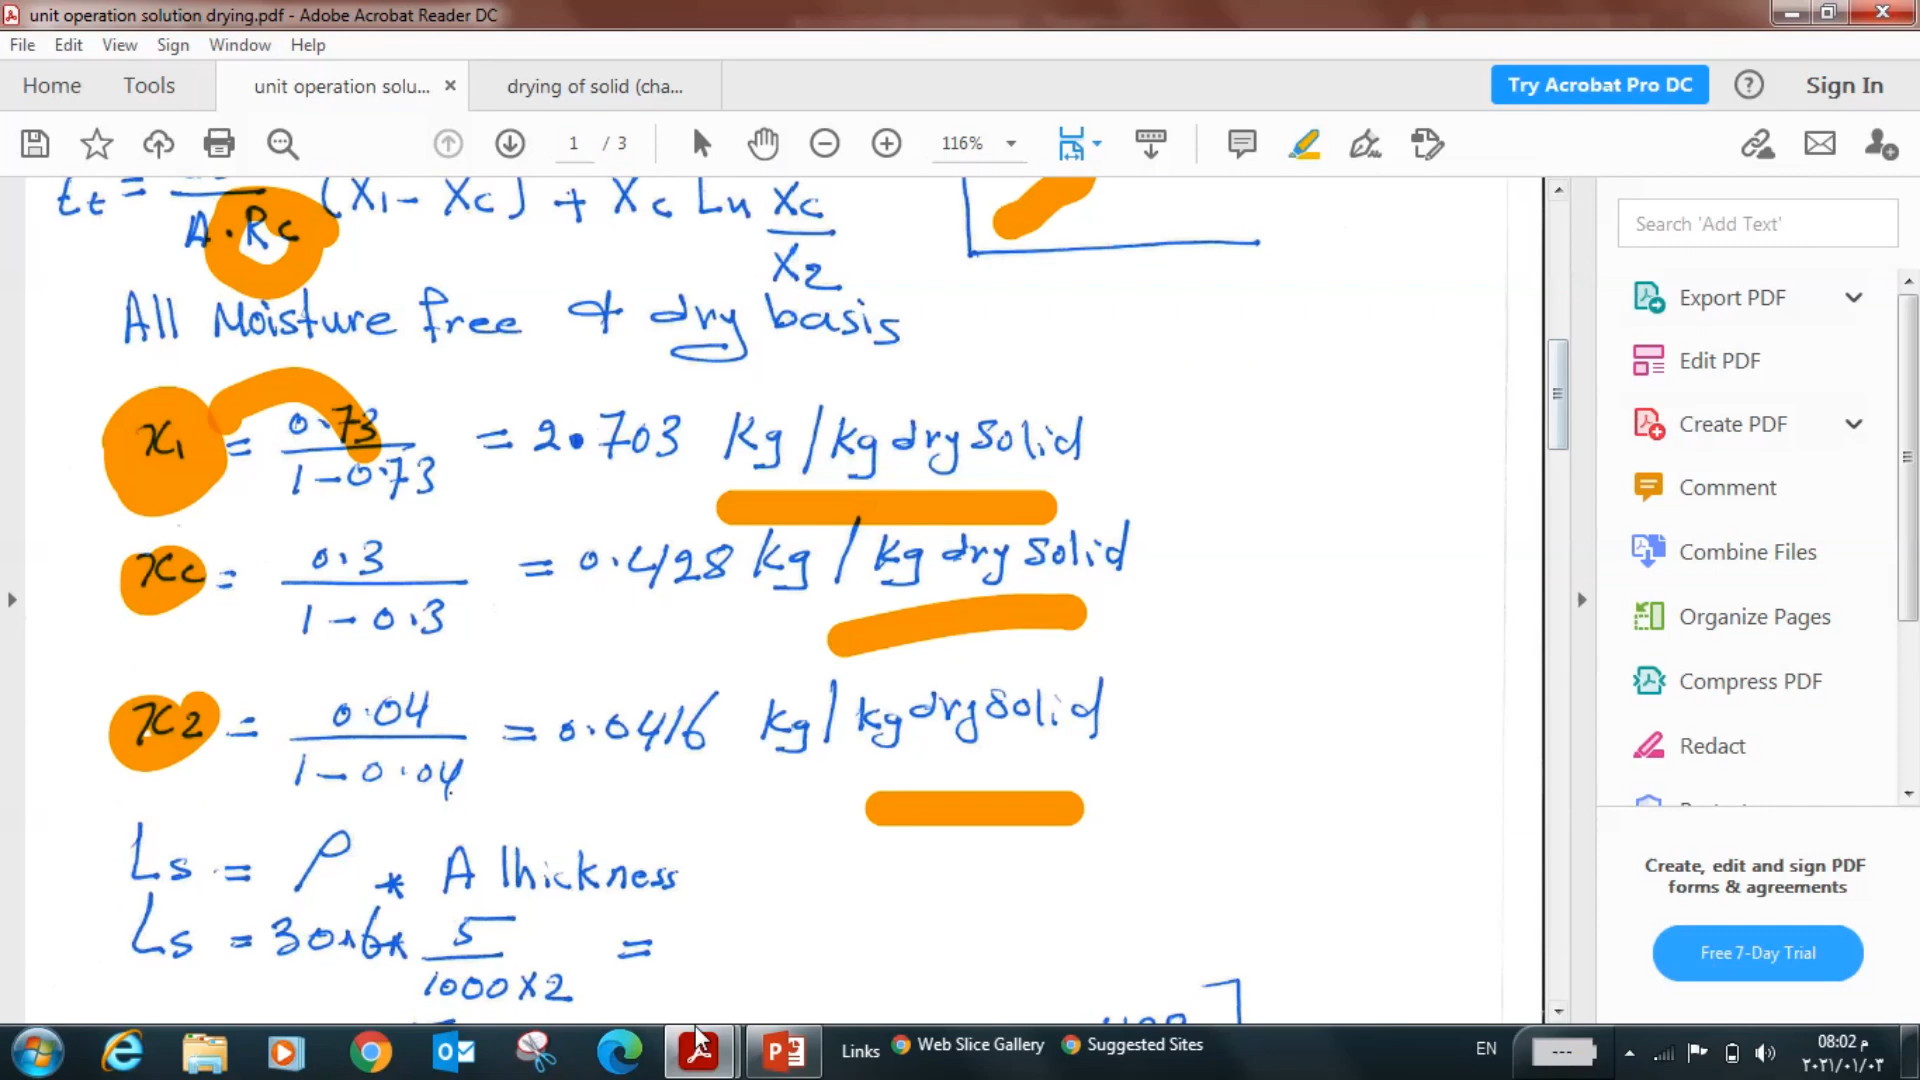 unit operation solution drying.pdf - Adobe Acrobat Reader DC
File Edit View Sign Window Help
Home Tools unit operation solu... × drying of solid (cha... Try Acrobat Pro DC ? Sign In
1 / 3 116%
tt = A.Rc (X1 - Xc) + Xc Ln Xc/X2
All Moisture free & dry basis
x1 = 0.73 / 1-0.73 = 2.703 Kg/kg dry solid
xc = 0.3 / 1-0.3 = 0.428 kg/kg dry solid
x2 = 0.04 / 1-0.04 = 0.0416 kg/kg dry solid
Ls = ρ * A thickness
Ls = 30*6* 5 / 1000×2 =
Search 'Add Text'
Export PDF
Edit PDF
Create PDF
Comment
Combine Files
Organize Pages
Compress PDF
Redact
Create, edit and sign PDF
forms & agreements
Free 7-Day Trial
Links Web Slice Gallery Suggested Sites EN
08:02 م
٢٠٢١/٠١/٠٣